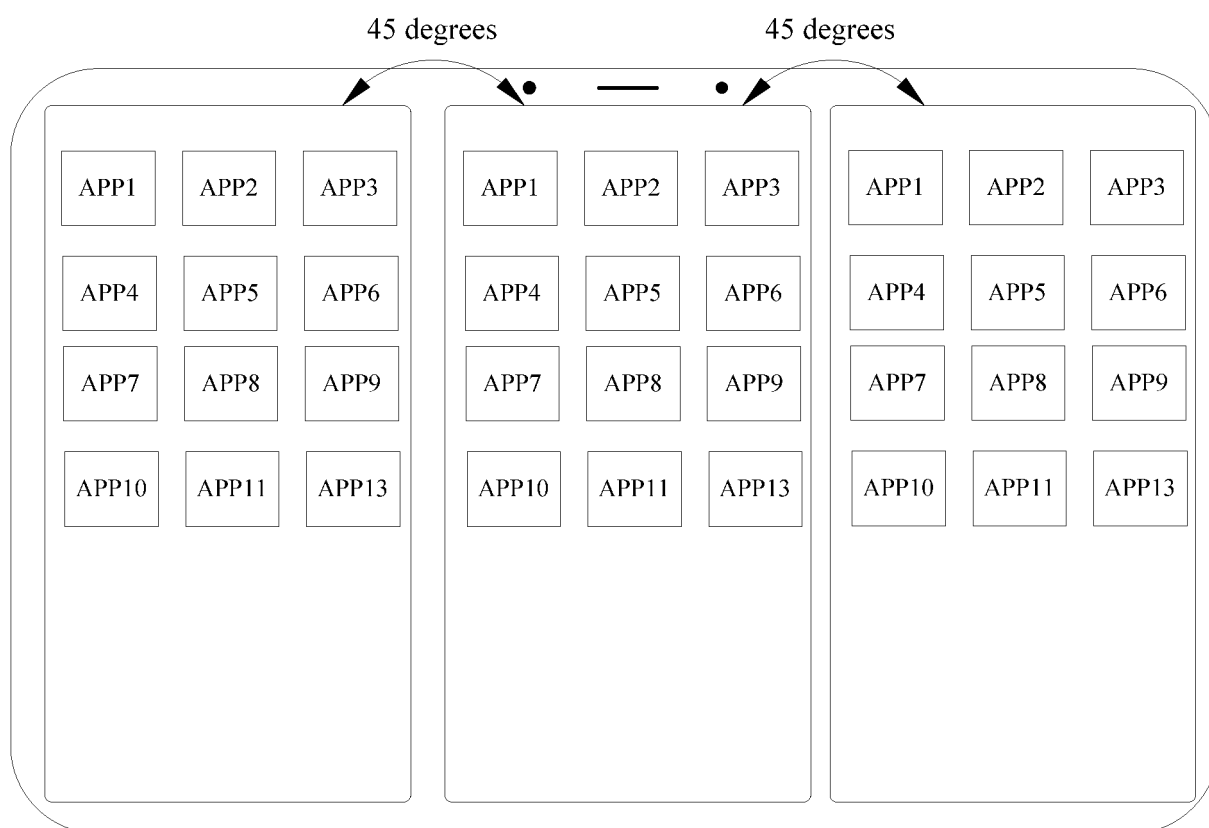 45 degrees 45 degrees
APP1 APP2 APP3 APP1 APP2 APP3 APP1 APP2 APP3
APP4 APP5 APP6 APP4 APP5 APP6 APP4 APP5 APP6
APP7 APP8 APP9 APP7 APP8 APP9 APP7 APP8 APP9
APP10 APP11 APP13 APP10 APP11 APP13 APP10 APP11 APP13